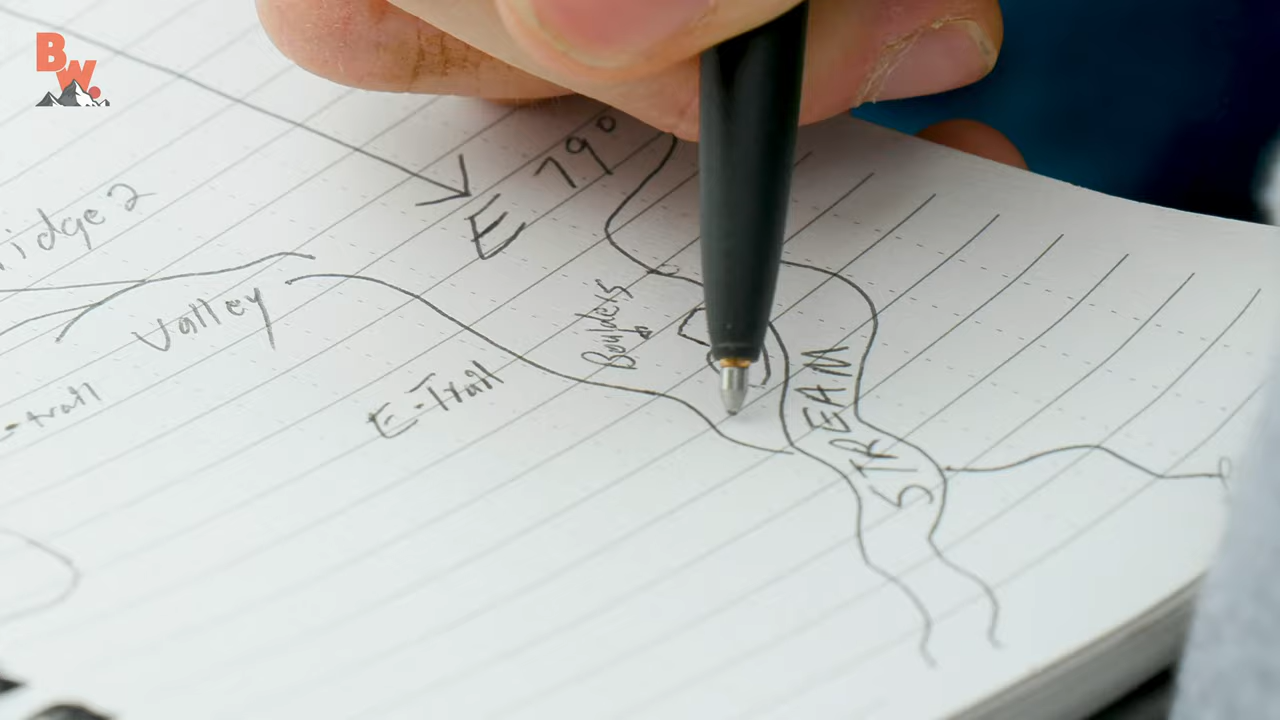 BW.
E 79°
idge 2
Valley
Boulders
STREAM
E-Trail
-trail